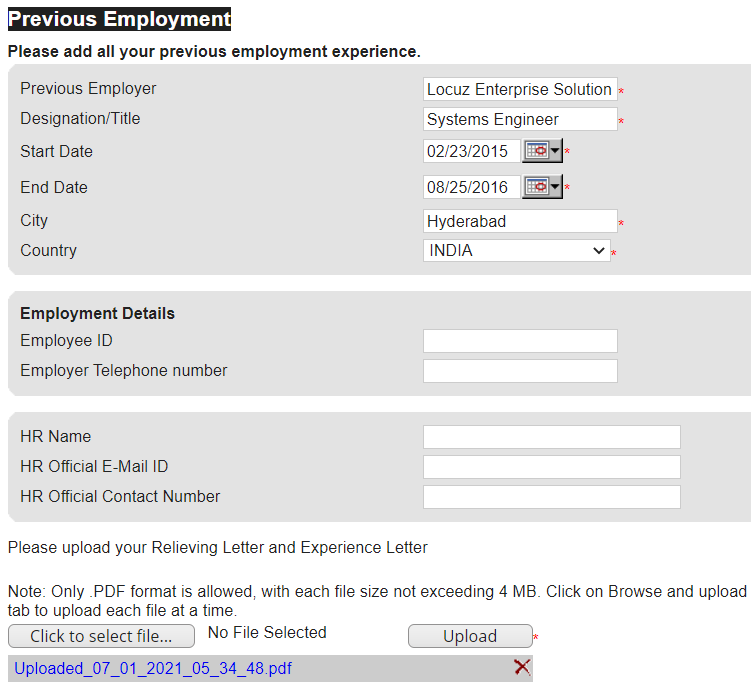 Previous Employment
Please add all your previous employment experience.
Previous Employer Locuz Enterprise Solution *
Designation/Title Systems Engineer *
Start Date 02/23/2015 *
End Date 08/25/2016 *
City Hyderabad *
Country INDIA *
Employment Details
Employee ID
Employer Telephone number
HR Name
HR Official E-Mail ID
HR Official Contact Number
Please upload your Relieving Letter and Experience Letter
Note: Only .PDF format is allowed, with each file size not exceeding 4 MB. Click on Browse and upload
tab to upload each file at a time.
Click to select file... No File Selected Upload *
Uploaded_07_01_2021_05_34_48.pdf